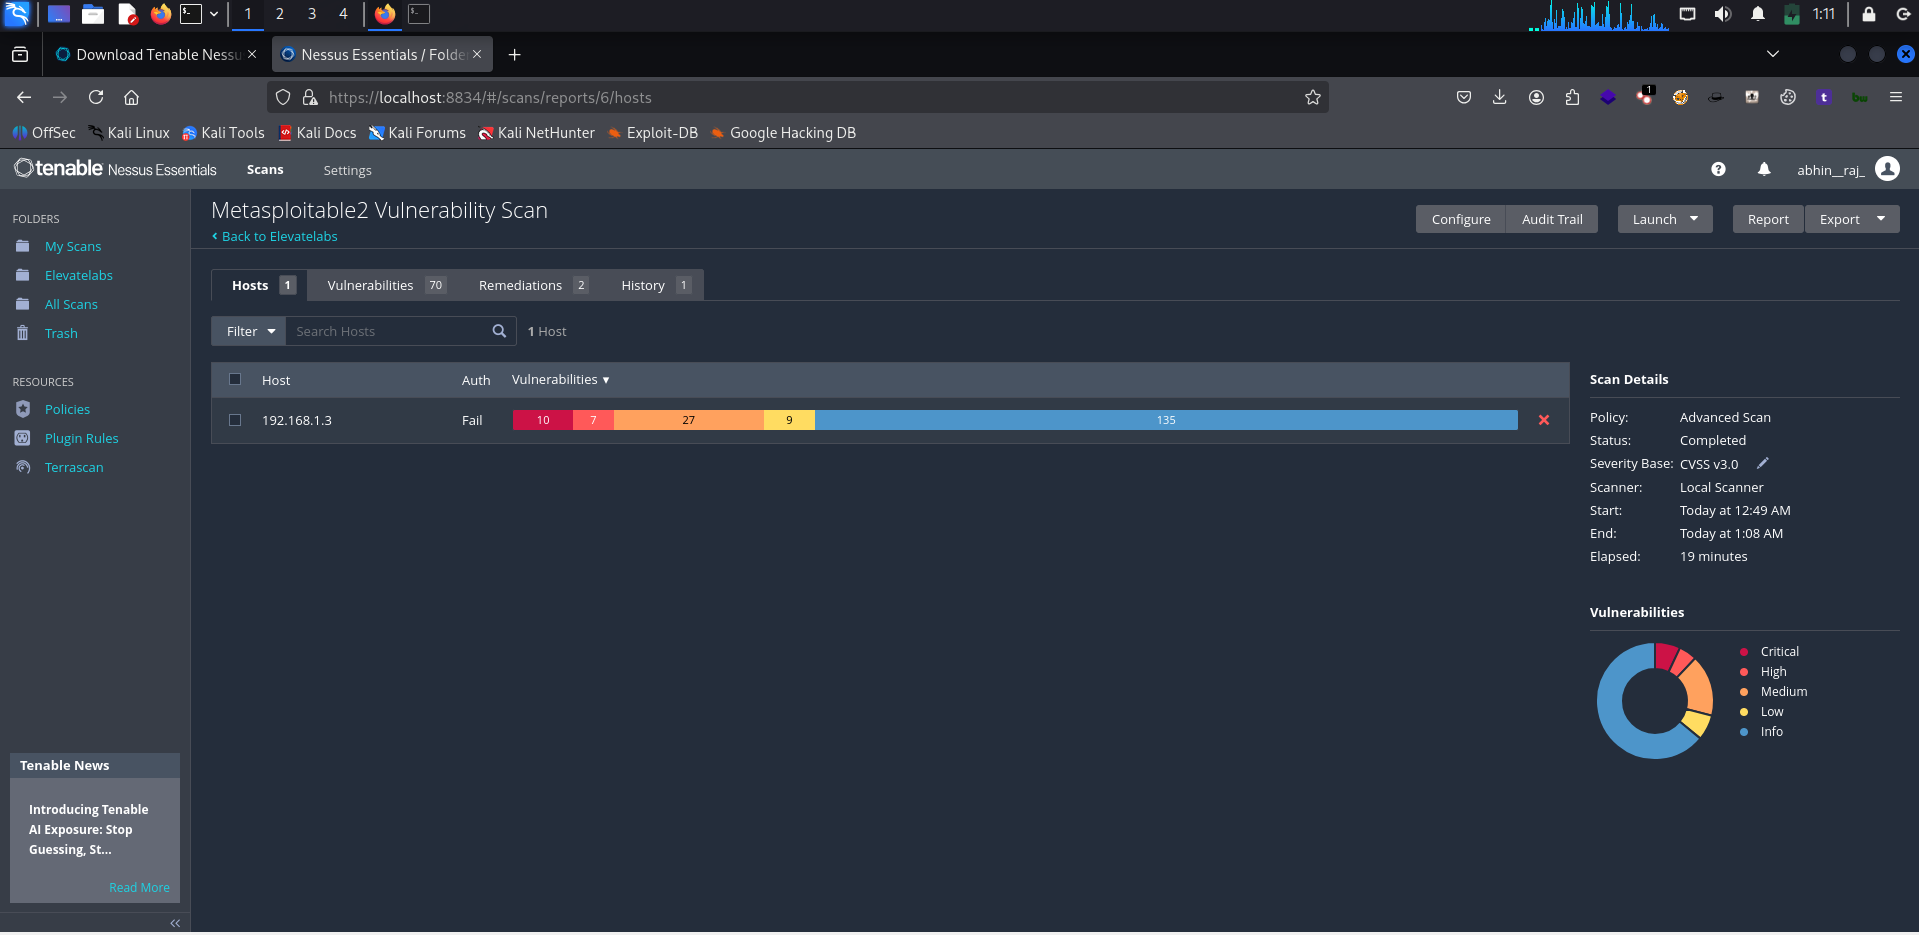 1 2 3 4 1:11
Download Tenable Nessu
Nessus Essentials / Folde
https://localhost:8834/#/scans/reports/6/hosts
1
OffSec Kali Linux Kali Tools Kali Docs Kali Forums Kali NetHunter Exploit-DB Google Hacking DB
tenable Nessus Essentials Scans Settings abhin__raj_
FOLDERS
My Scans
Elevatelabs
All Scans
Trash
RESOURCES
Policies
Plugin Rules
Terrascan
Tenable News
Introducing Tenable
AI Exposure: Stop
Guessing, St...
Read More
Metasploitable2 Vulnerability Scan
Back to Elevatelabs
Configure Audit Trail Launch Report Export
Hosts 1 Vulnerabilities 70 Remediations 2 History 1
Filter Search Hosts 1 Host
Host Auth Vulnerabilities
192.168.1.3 Fail 10 7 27 9 135
Scan Details
Policy: Advanced Scan
Status: Completed
Severity Base: CVSS v3.0
Scanner: Local Scanner
Start: Today at 12:49 AM
End: Today at 1:08 AM
Elapsed: 19 minutes
Vulnerabilities
Critical
High
Medium
Low
Info